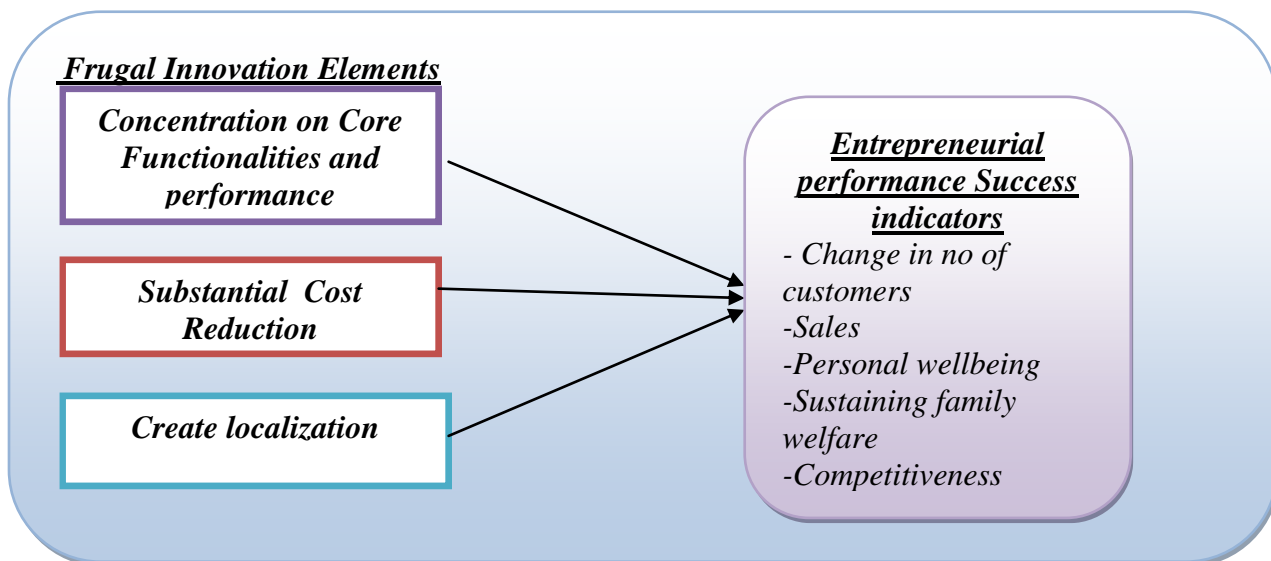 Frugal Innovation Elements
Concentration on Core
Functionalities and
performance
Substantial Cost
Reduction
Create localization
Entrepreneurial
performance Success
indicators
- Change in no of
customers
-Sales
-Personal wellbeing
-Sustaining family
welfare
-Competitiveness